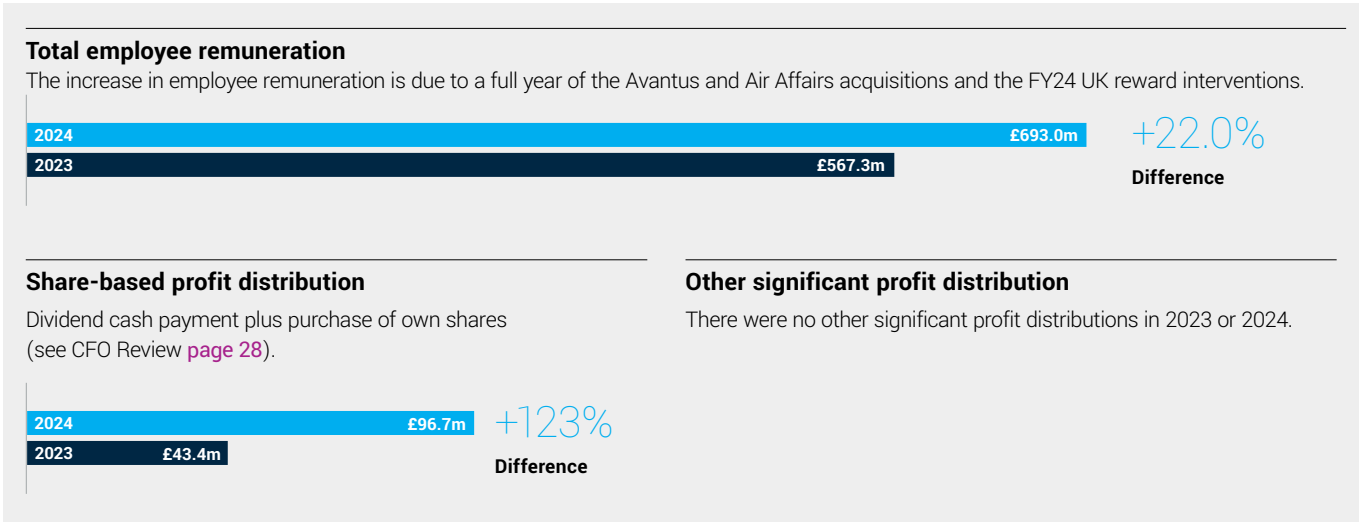 Total employee remuneration
The increase in employee remuneration is due to a full year of the Avantus and Air Affairs acquisitions and the FY24 UK reward interventions.
2024 £693.0m
+22.0%
2023 £567.3m
Difference
Share-based profit distribution
Dividend cash payment plus purchase of own shares
(see CFO Review page 28).
2024 £96.7m
+123%
2023 £43.4m
Difference
Other significant profit distribution
There were no other significant profit distributions in 2023 or 2024.